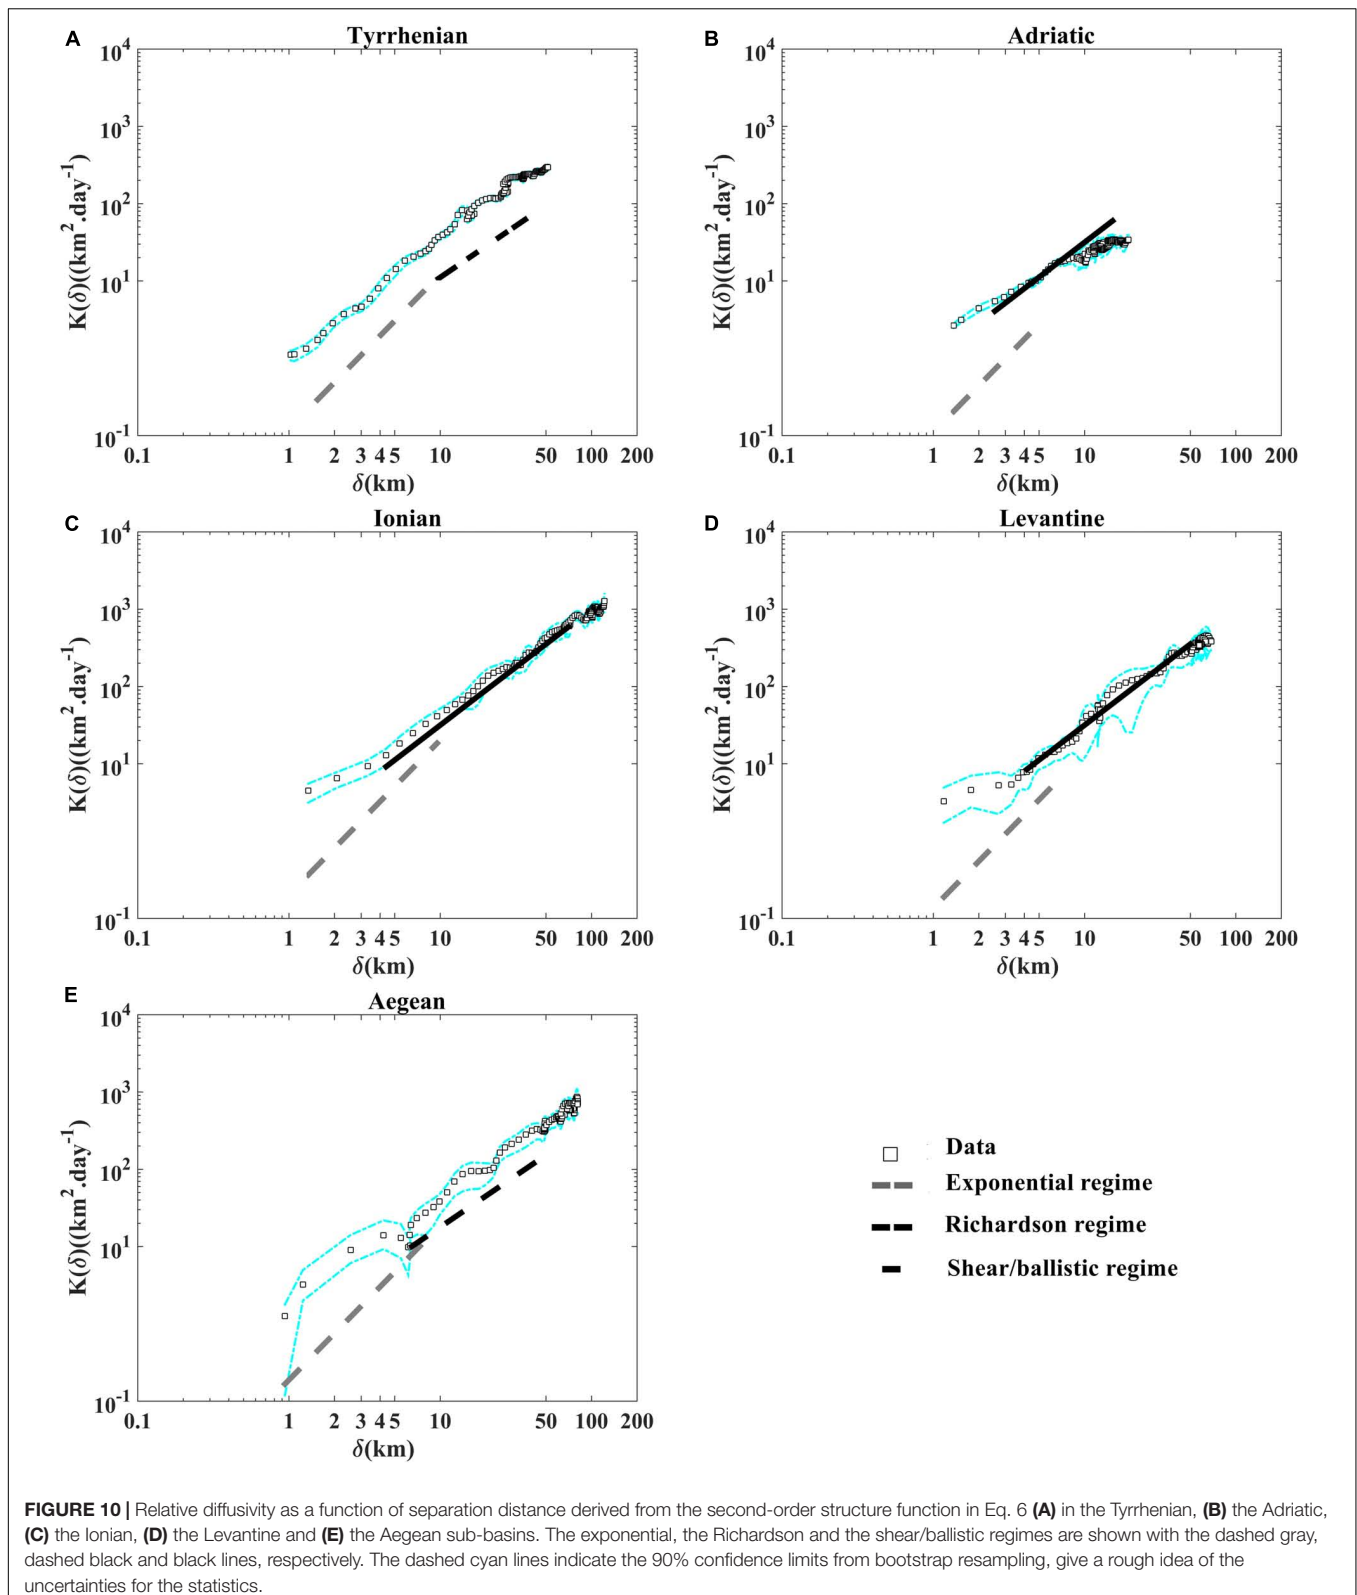 A
Tyrrhenian
10^4
10^3
10^2
10^1
10^-1
K(δ)((km^2.day^-1)
0.1 1 2 3 4 5 10 50 100 200
δ(km)
B
Adriatic
10^4
10^3
10^2
10^1
10^-1
K(δ)((km^2.day^-1)
0.1 1 2 3 4 5 10 50 100 200
δ(km)
C
Ionian
10^4
10^3
10^2
10^1
10^-1
K(δ)((km^2.day^-1)
0.1 1 2 3 4 5 10 50 100 200
δ(km)
D
Levantine
10^4
10^3
10^2
10^1
10^-1
K(δ)((km^2.day^-1)
0.1 1 2 3 4 5 10 50 100 200
δ(km)
E
Aegean
10^4
10^3
10^2
10^1
10^-1
K(δ)((km^2.day^-1)
0.1 1 2 3 4 5 10 50 100 200
δ(km)
Data
Exponential regime
Richardson regime
Shear/ballistic regime
FIGURE 10 | Relative diffusivity as a function of separation distance derived from the second-order structure function in Eq. 6 (A) in the Tyrrhenian, (B) the Adriatic,
(C) the Ionian, (D) the Levantine and (E) the Aegean sub-basins. The exponential, the Richardson and the shear/ballistic regimes are shown with the dashed gray,
dashed black and black lines, respectively. The dashed cyan lines indicate the 90% confidence limits from bootstrap resampling, give a rough idea of the
uncertainties for the statistics.